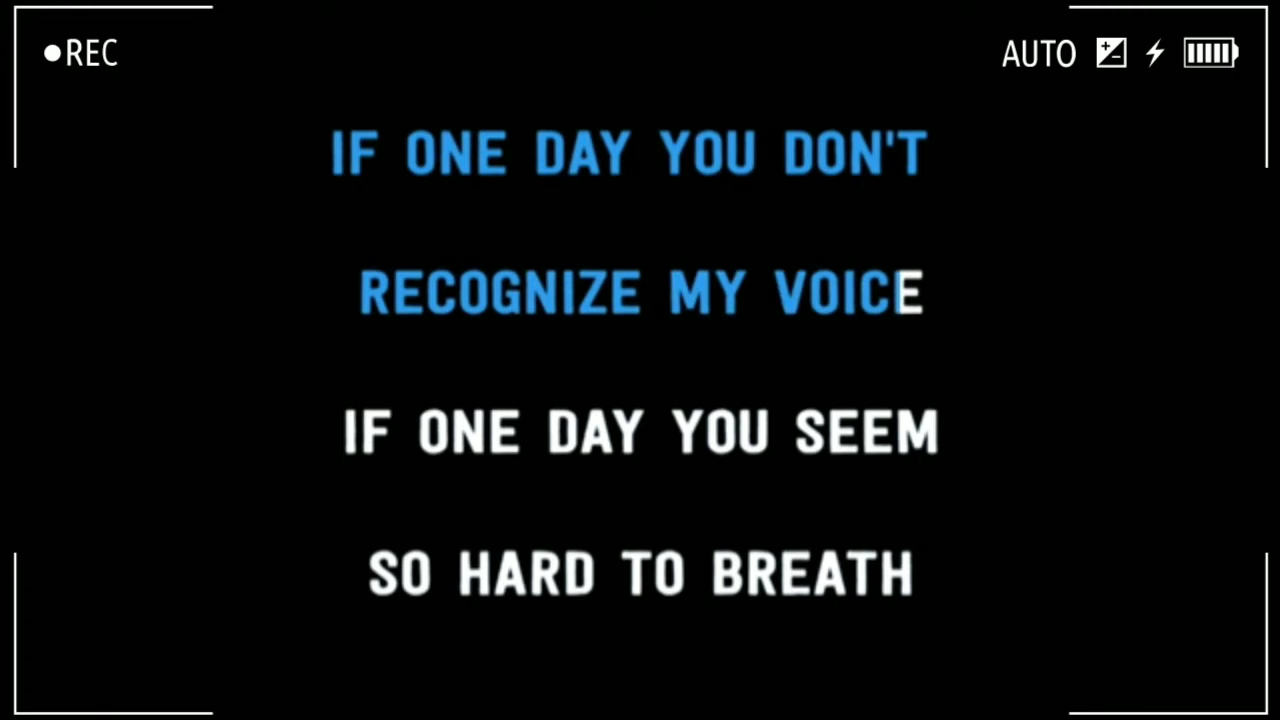 REC
AUTO
IF ONE DAY YOU DON'T
RECOGNIZE MY VOICE
IF ONE DAY YOU SEEM
SO HARD TO BREATH